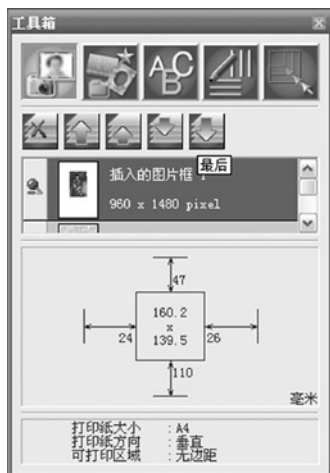 工具箱
ABC
最后
插入的图片框 1
960 x 1480 pixel
47
160.2
x
139.5
24
26
110
毫米
打印纸大小 :A4
打印纸方向 :垂直
可打印区域 :无边距